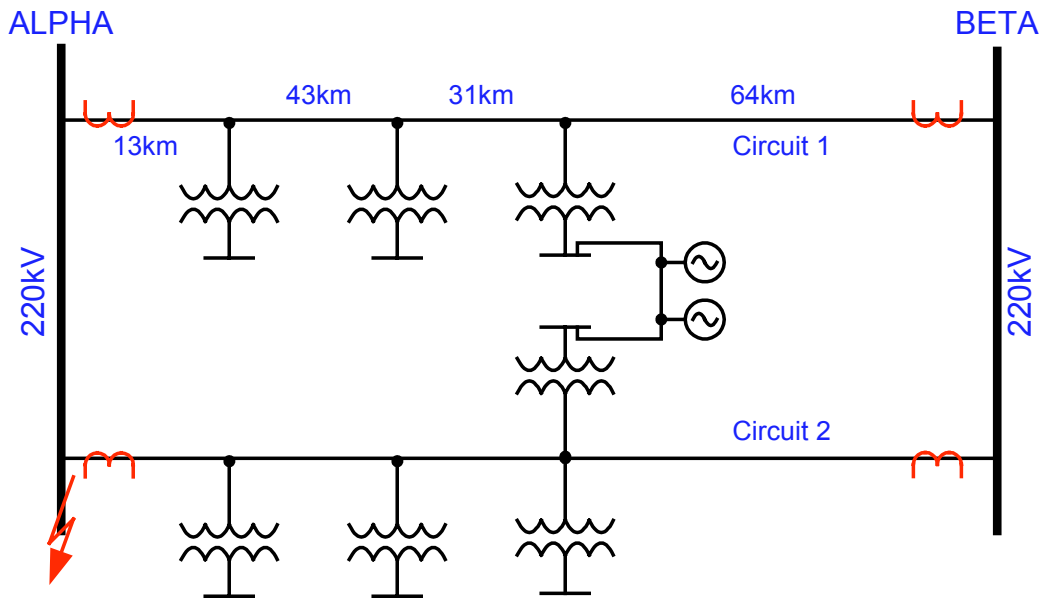 ALPHA
BETA
43km
31km
64km
13km
Circuit 1
220kV
220kV
Circuit 2